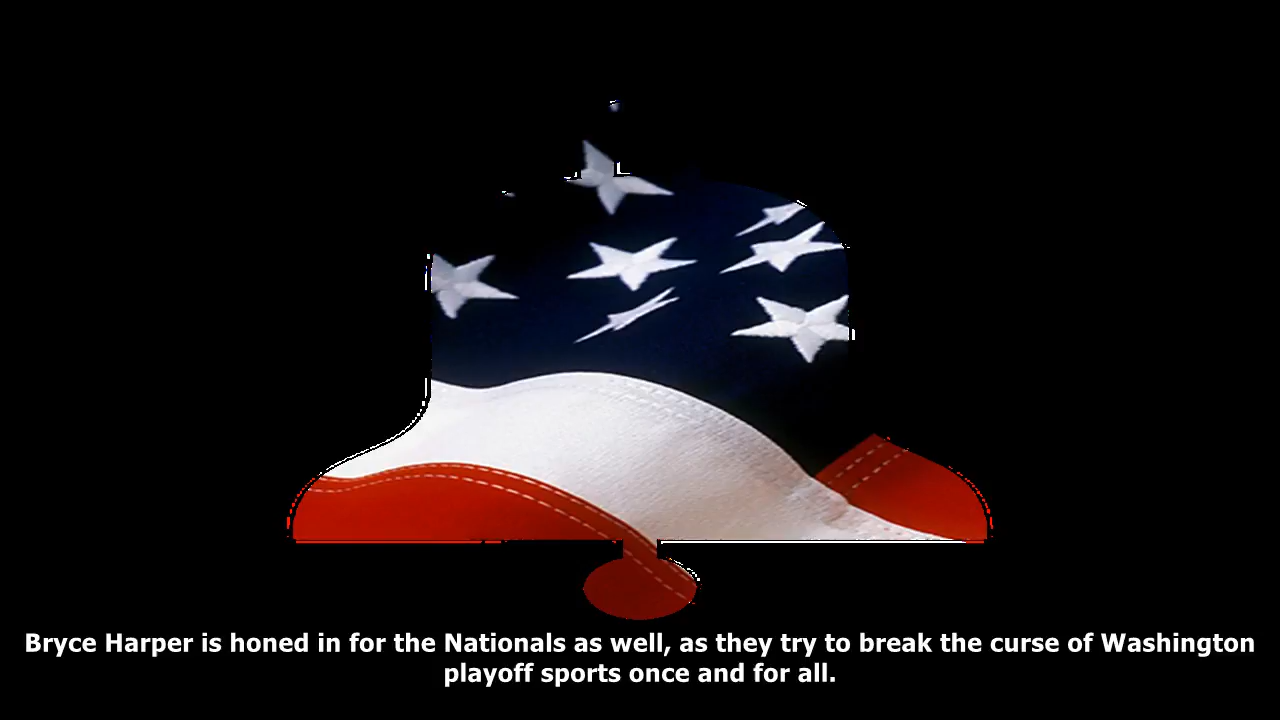 Bryce Harper is honed in for the Nationals as well, as they try to break the curse of Washington
playoff sports once and for all.